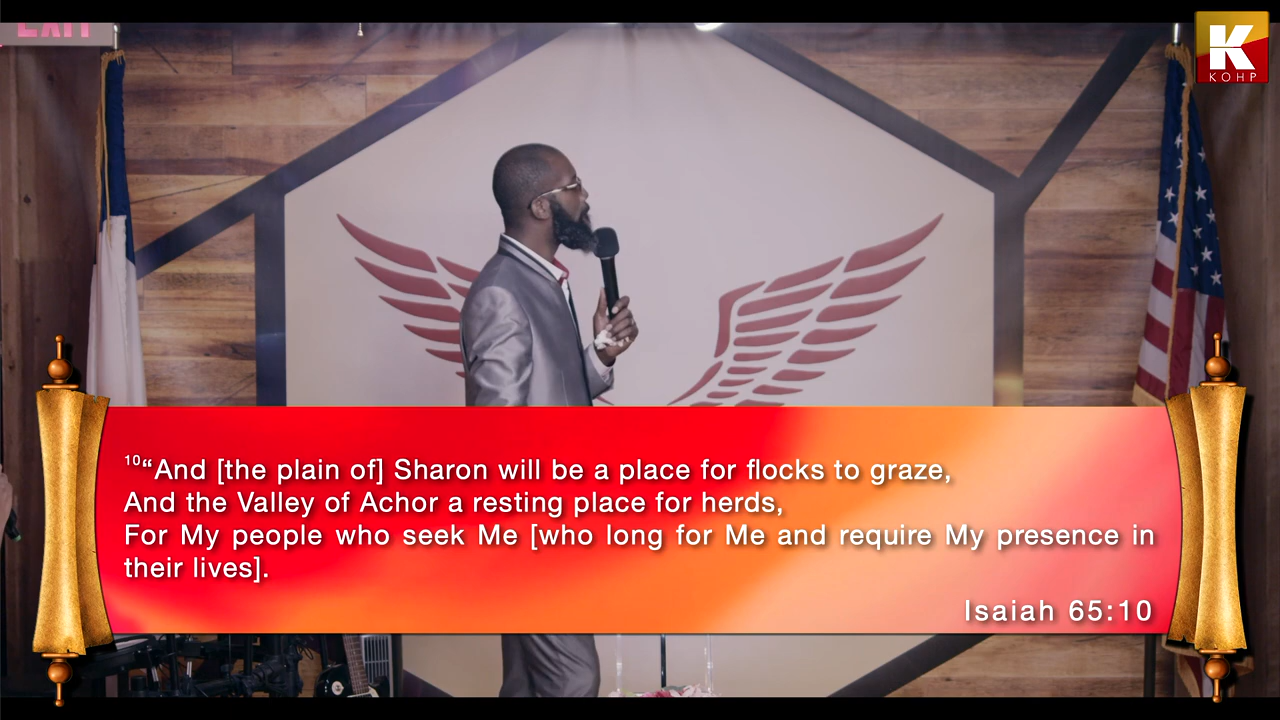 EXIT
K
KOHP
10“And [the plain of] Sharon will be a place for flocks to graze,
And the Valley of Achor a resting place for herds,
For My people who seek Me [who long for Me and require My presence in
their lives].
Isaiah 65:10